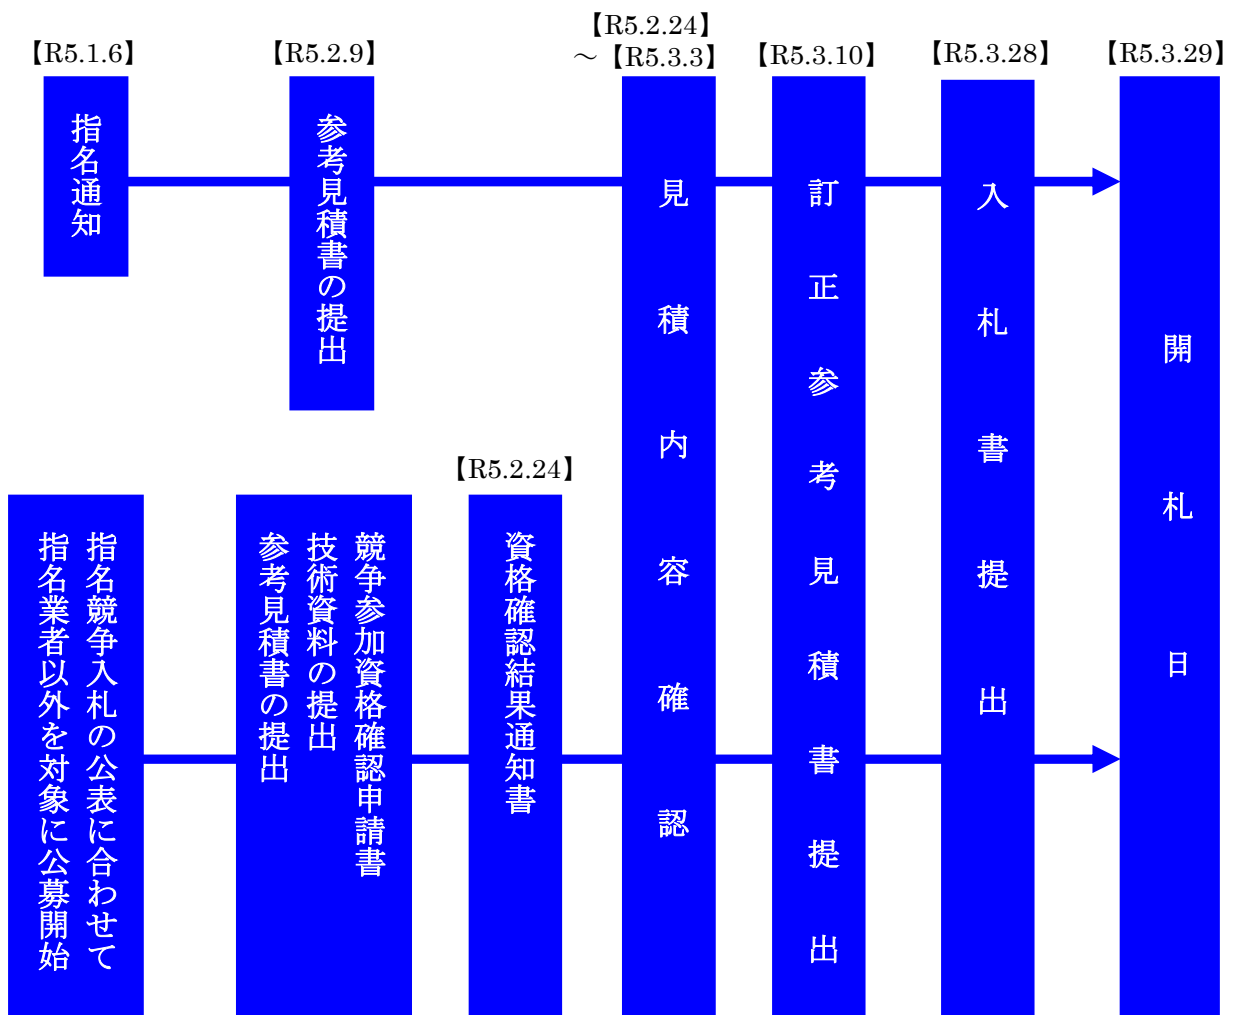 【R5.1.6】
指名通知
【R5.2.9】
参考見積書の提出
【R5.2.24】
～【R5.3.3】
見積内容確認
【R5.3.10】
訂正参考見積書提出
【R5.3.28】
入札書提出
【R5.3.29】
開札日
指名競争入札の公表に合わせて
指名業者以外を対象に公募開始
競争参加資格確認申請書
技術資料の提出
参考見積書の提出
【R5.2.24】
資格確認結果通知書